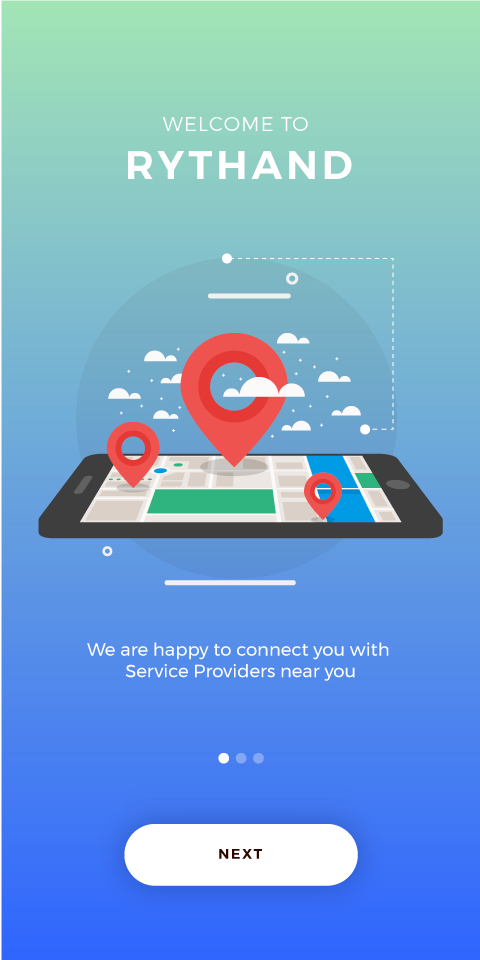 WELCOME TO
RYTHAND
We are happy to connect you with
Service Providers near you
NEXT